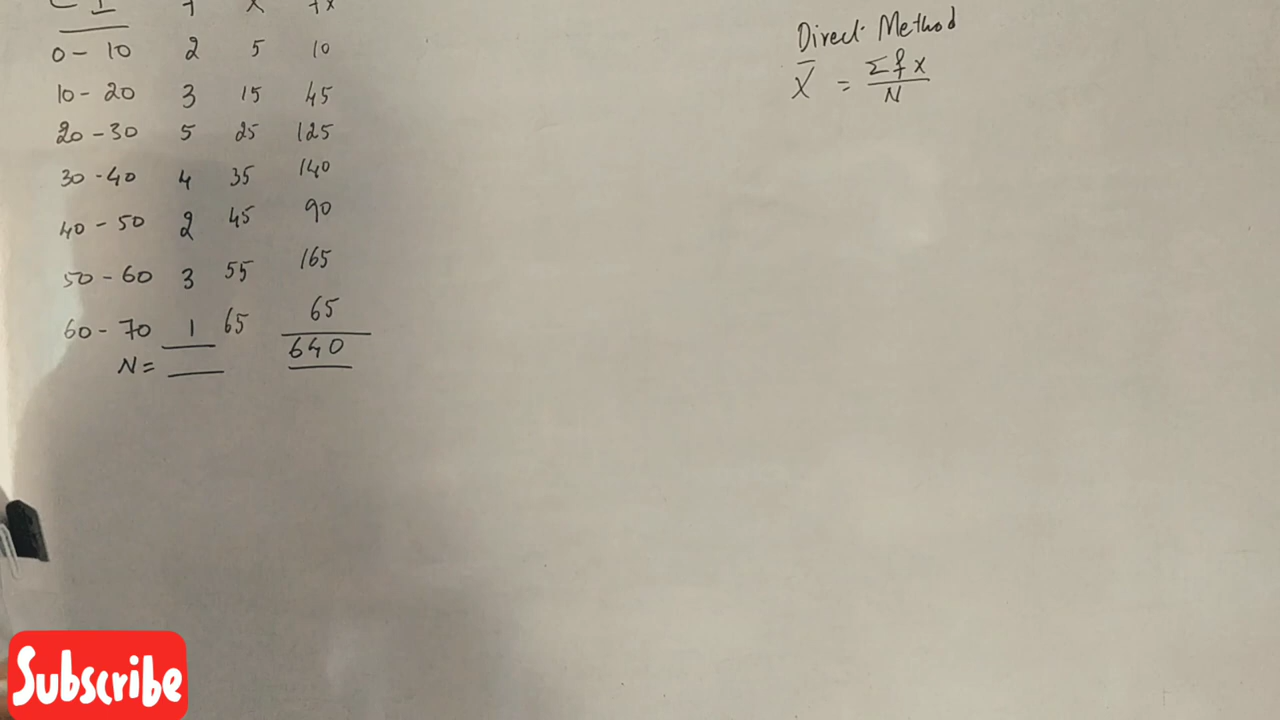 C I f x fx
0 - 10 2 5 10
10 - 20 3 15 45
20 - 30 5 25 125
30 - 40 4 35 140
40 - 50 2 45 90
50 - 60 3 55 165
60 - 70 1 65 65
N = 640
Direct Method
X̄ = Σfx / N
Subscribe